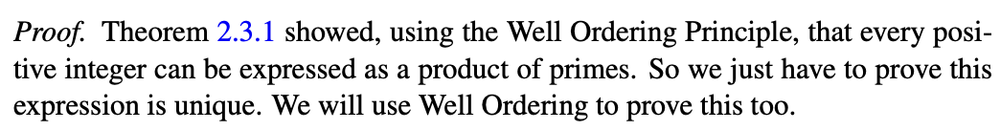 Proof. Theorem 2.3.1 showed, using the Well Ordering Principle, that every posi-
tive integer can be expressed as a product of primes. So we just have to prove this
expression is unique. We will use Well Ordering to prove this too.